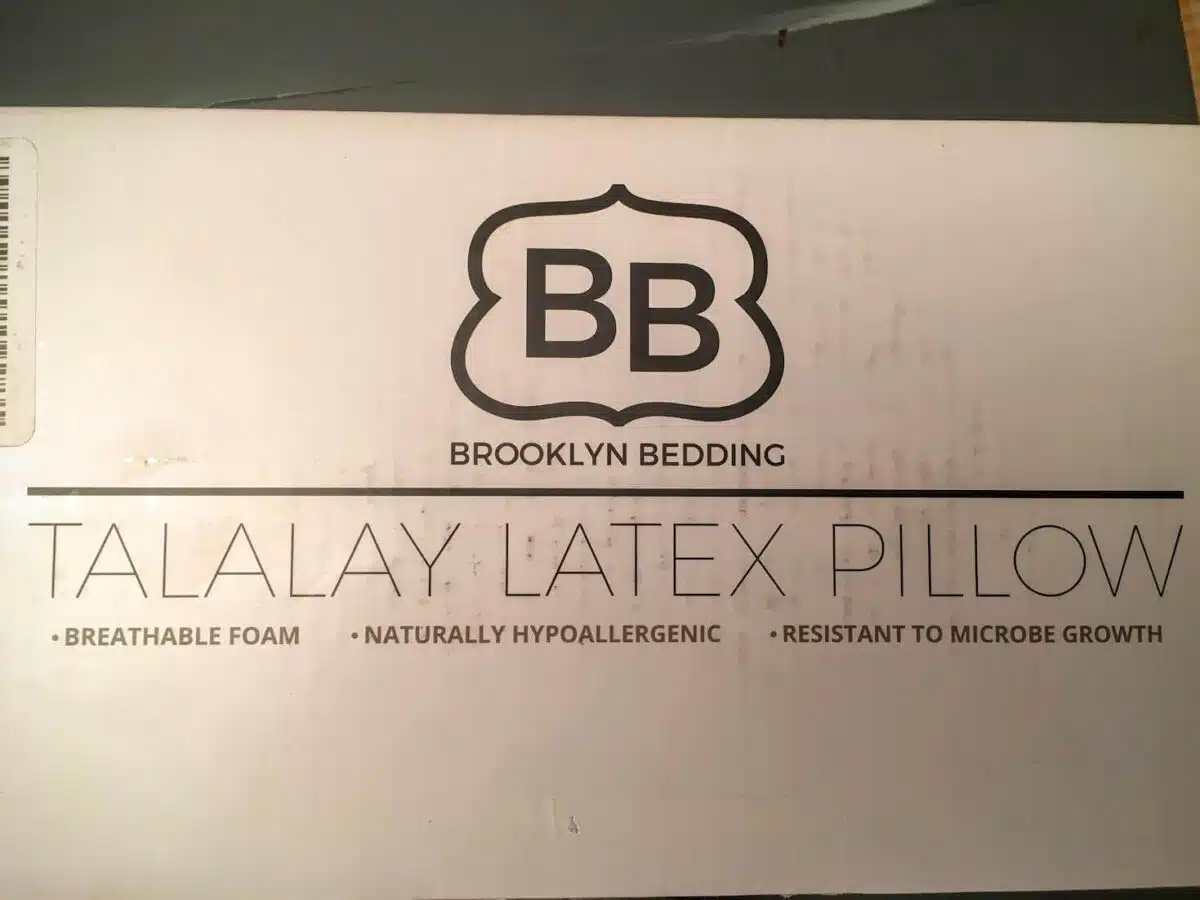 BB
BROOKLYN BEDDING
TALALAY LATEX PILLOW
• BREATHABLE FOAM • NATURALLY HYPOALLERGENIC • RESISTANT TO MICROBE GROWTH